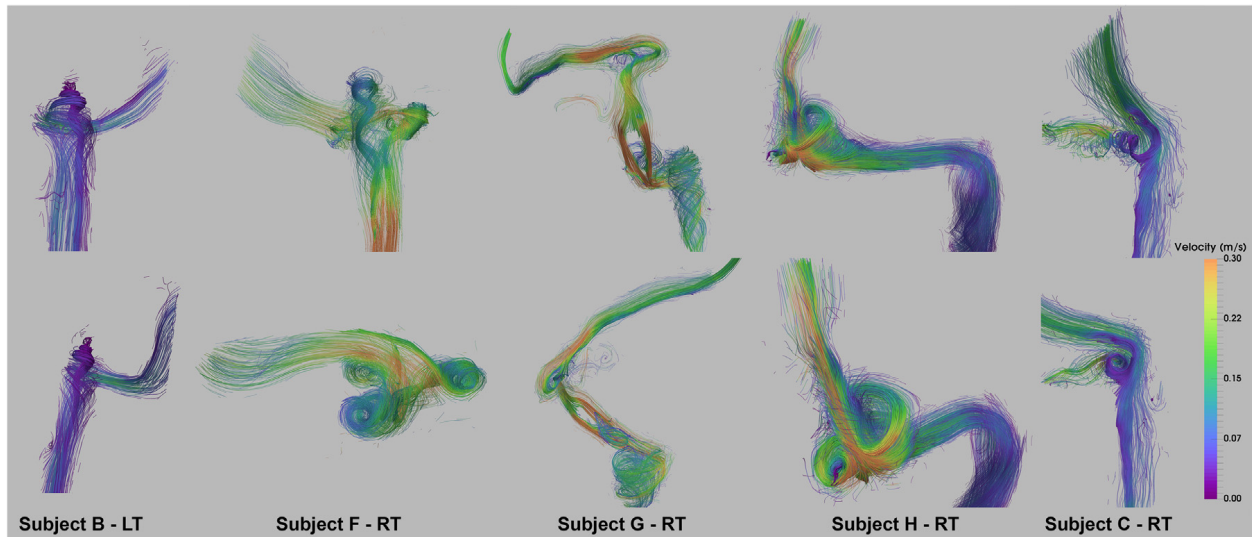 Velocity (m/s)
0.30
0.22
0.15
0.07
0.00
Subject B - LT
Subject F - RT
Subject G - RT
Subject H - RT
Subject C - RT